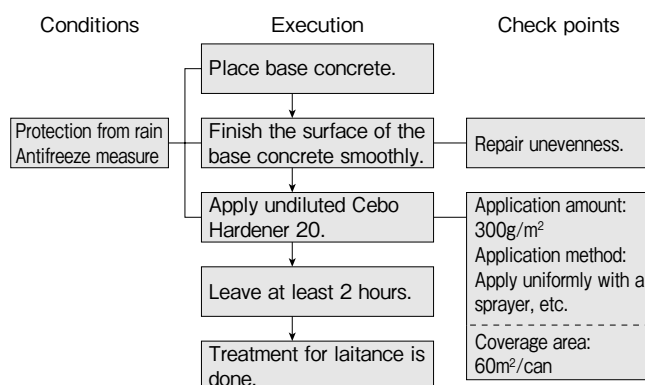 Conditions
Execution
Check points
Place base concrete.
Protection from rain
Antifreeze measure
Finish the surface of the
base concrete smoothly.
Repair unevenness.
Apply undiluted Cebo
Hardener 20.
Application amount:
300g/m²
Application method:
Apply uniformly with a
sprayer, etc.
Coverage area:
60m²/can
Leave at least 2 hours.
Treatment for laitance is
done.